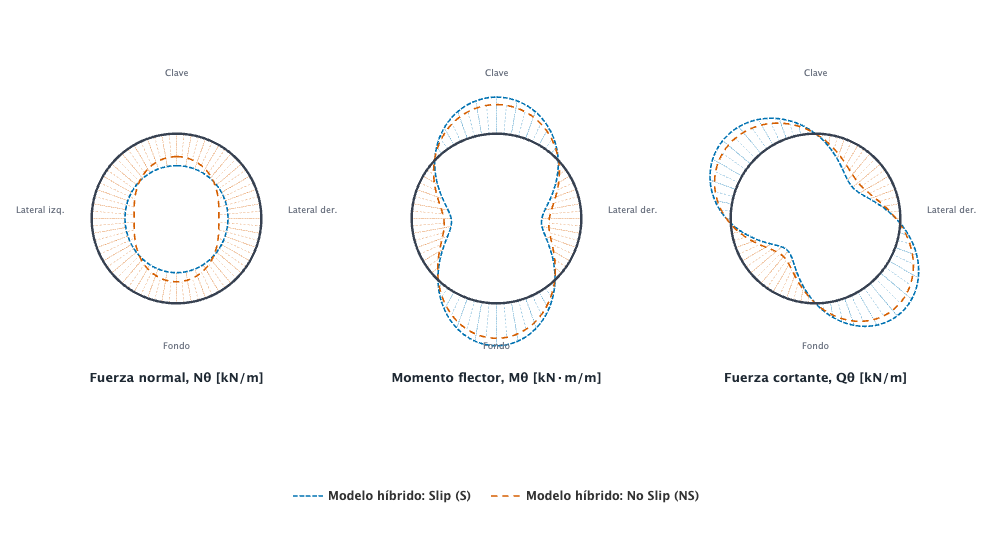 Clave
Clave
Clave
Lateral izq.
Lateral der.
Lateral der.
Lateral der.
Fondo
Fondo
Fondo
Fuerza normal, Nθ [kN/m]
Momento flector, Mθ [kN·m/m]
Fuerza cortante, Qθ [kN/m]
Modelo híbrido: Slip (S)
Modelo híbrido: No Slip (NS)